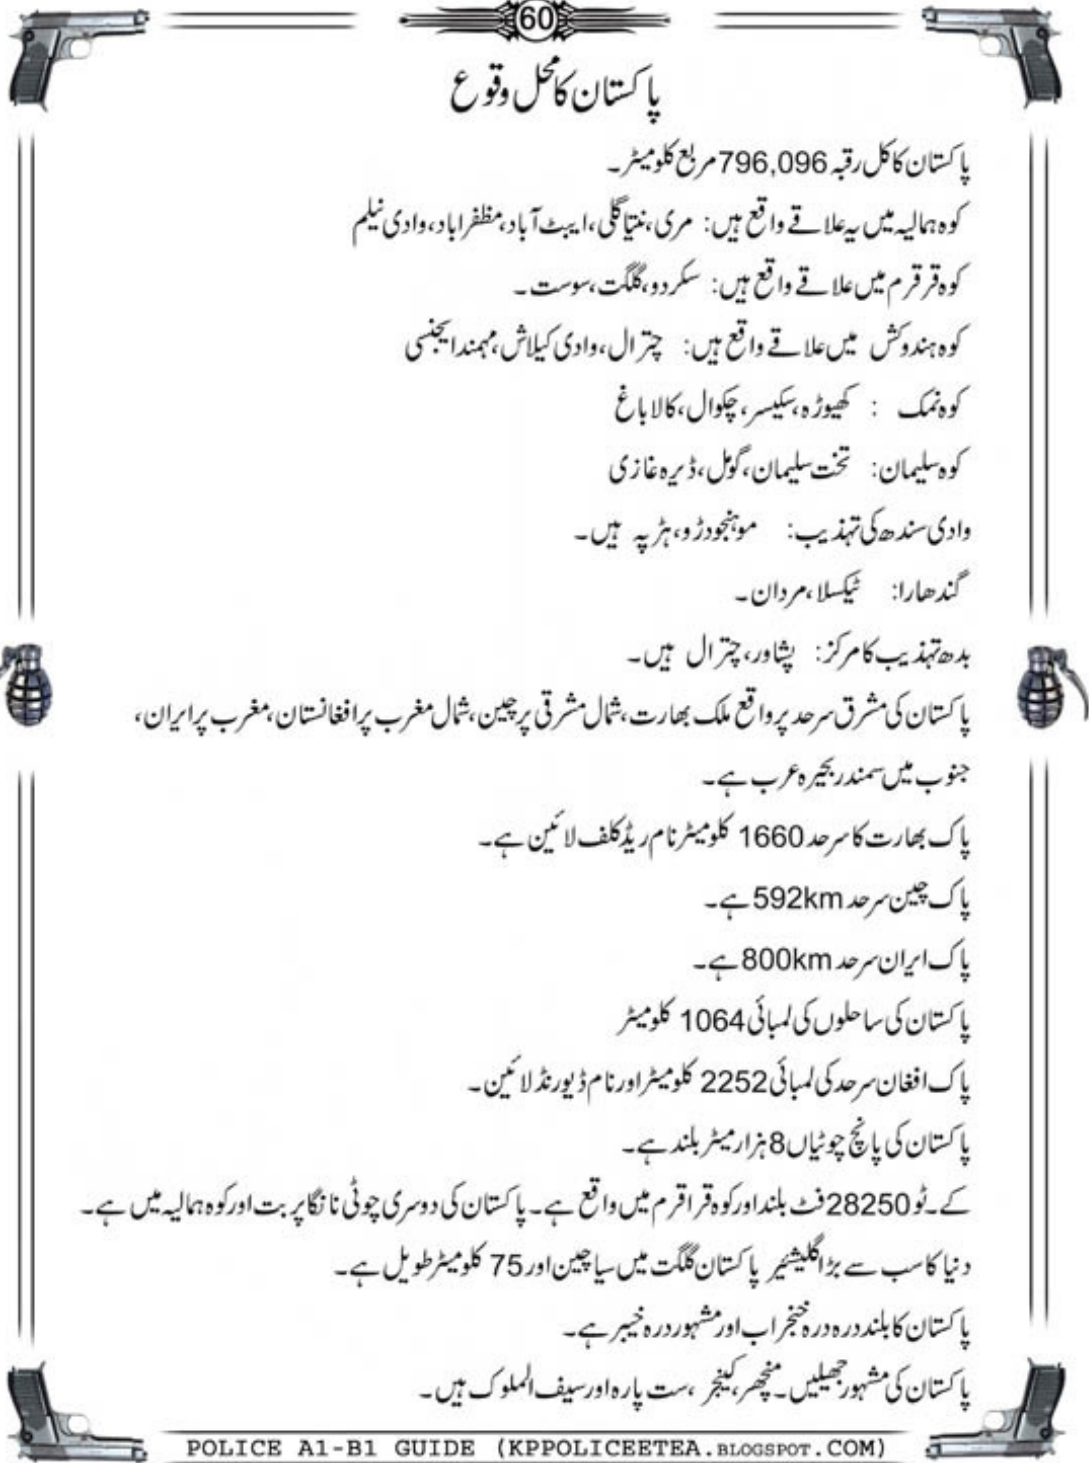 60
پاکستان کا محل وقوع
پاکستان کا کل رقبہ 796,096 مربع کلومیٹر۔
کوہ ہمالیہ میں یہ علاقے واقع ہیں: مری، نتیاگلی، ایبٹ آباد، مظفراباد، وادی نیلم
کوہ قرقرم میں علاقے واقع ہیں: سکردو، گلگت، سوست۔
کوہ ہندوکش میں علاقے واقع ہیں: چترال، وادی کیلاش، مہمند ایجنسی
کوہ نمک : کھیوڑہ، سکیسر، چکوال، کالا باغ
کوہ سلیمان: تخت سلیمان، گومل، ڈیرہ غازی
وادی سندھ کی تہذیب: موہنجودڑو، ہڑپہ ہیں۔
گندھارا: ٹیکسلا، مردان۔
بدھ تہذیب کا مرکز: پشاور، چترال ہیں۔
پاکستان کی مشرق سرحد پر واقع ملک بھارت، شمال مشرقی پر چین، شمال مغرب پر افغانستان، مغرب پر ایران،
جنوب میں سمندر بحیرہ عرب ہے۔
پاک بھارت کا سرحد 1660 کلومیٹر نام ریڈکلف لائین ہے۔
پاک چین سرحد 592km ہے۔
پاک ایران سرحد 800km ہے۔
پاکستان کی ساحلوں کی لمبائی 1064 کلومیٹر
پاک افغان سرحد کی لمبائی 2252 کلومیٹر اور نام ڈیورنڈ لائین۔
پاکستان کی پانچ چوٹیاں 8 ہزار میٹر بلند ہے۔
کے۔ٹو 28250 فٹ بلند اور کوہ قراقرم میں واقع ہے۔ پاکستان کی دوسری چوٹی نانگا پربت اور کوہ ہمالیہ میں ہے۔
دنیا کا سب سے بڑا گلیشئیر پاکستان گلگت میں سیاچین اور 75 کلومیٹر طویل ہے۔
پاکستان کا بلند درہ درہ خنجراب اور مشہور درہ خیبر ہے۔
پاکستان کی مشہور جھیلیں۔ منچھر، کینجر، ست پارہ اور سیف الملوک ہیں۔
POLICE A1-B1 GUIDE (KPPOLICEETEA.BLOGSPOT.COM)